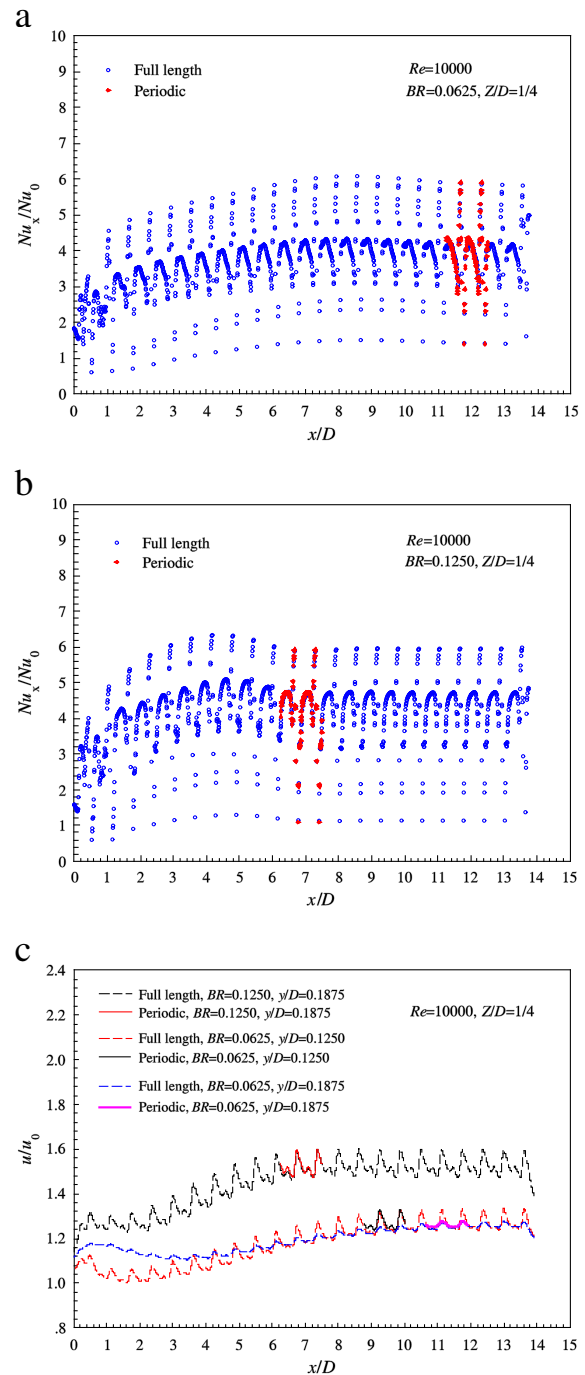 a
10
9
8
7
6
5
4
3
2
1
0
Nu_x/Nu_0
Full length
Periodic
Re=10000
BR=0.0625, Z/D=1/4
0 1 2 3 4 5 6 7 8 9 10 11 12 13 14 15
x/D
b
10
9
8
7
6
5
4
3
2
1
0
Nu_x/Nu_0
Full length
Periodic
Re=10000
BR=0.1250, Z/D=1/4
0 1 2 3 4 5 6 7 8 9 10 11 12 13 14 15
x/D
c
2.4
2.2
2.0
1.8
1.6
1.4
1.2
1.0
.8
u/u_0
Full length, BR=0.1250, y/D=0.1875
Periodic, BR=0.1250, y/D=0.1875
Full length, BR=0.0625, y/D=0.1250
Periodic, BR=0.0625, y/D=0.1250
Full length, BR=0.0625, y/D=0.1875
Periodic, BR=0.0625, y/D=0.1875
Re=10000, Z/D=1/4
0 1 2 3 4 5 6 7 8 9 10 11 12 13 14 15
x/D